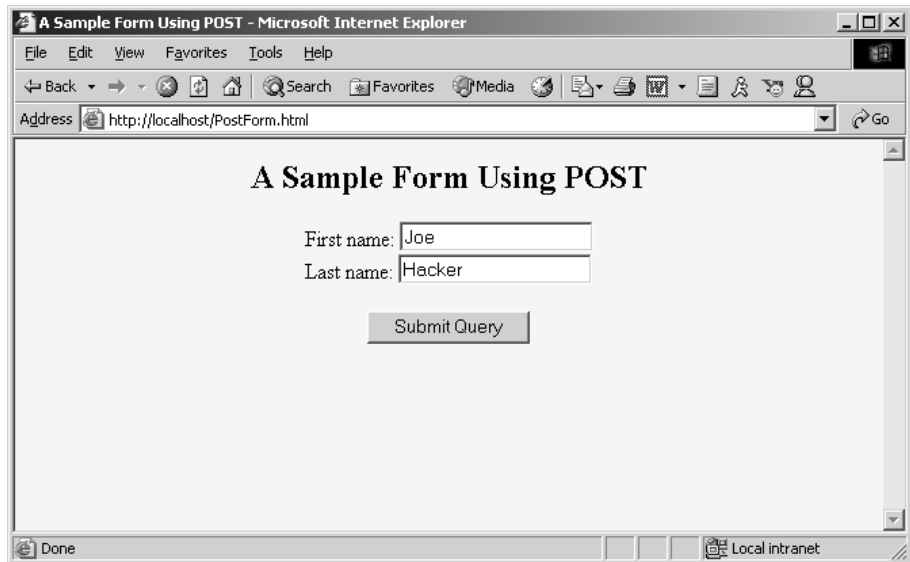 A Sample Form Using POST - Microsoft Internet Explorer
File Edit View Favorites Tools Help
Back Search Favorites Media
Address http://localhost/PostForm.html Go
A Sample Form Using POST
First name: Joe
Last name: Hacker
Submit Query
Done Local intranet